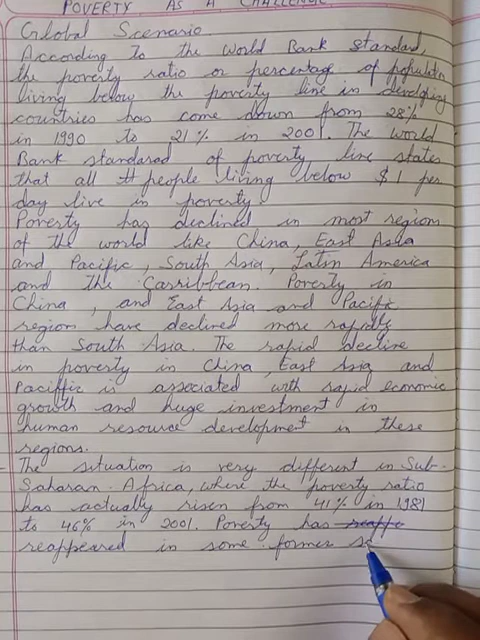 POVERTY AS A CHALLENGE
Global Scenario
According To the World Bank standard,
the poverty ratio or percentage of population
living below the poverty line in developing
countries has come down from 28%
in 1990 to 21% in 2001. The world
Bank standarad of poverty line states
that all people living below $1 per
day live in poverty.
Poverty has declined in most region
of the world like China, East Asia
and Pacific, South Asia, Latin America
and the Carribbean. Poverty in
China, and East Asia and Pacific
region have declined more rapidly
than South Asia. The rapid decline
in poverty in China, East Asia and
Paciffic is associated with rapid economic
growth and huge investment in
human resource development in these
regions.
The situation is very different in Sub-
Saharan Africa, where the poverty ratio
has actually risen from 41% in 1981
to 46% in 2001. Poverty has reappe
reappeared in some former so